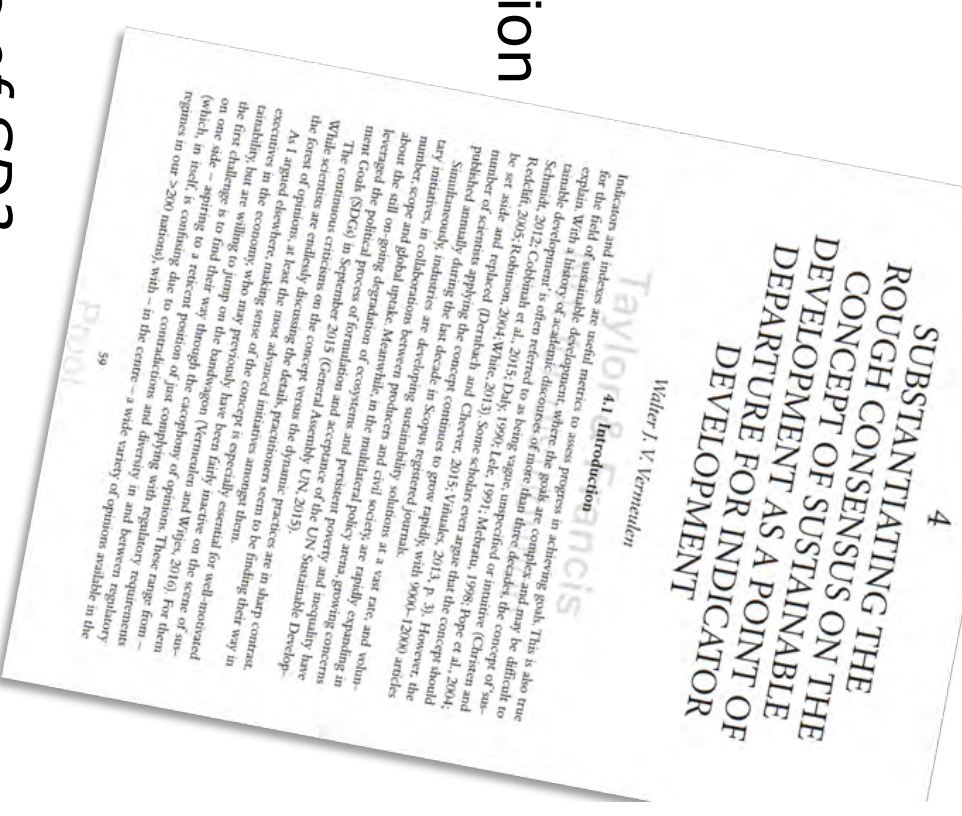 ion
of SD?
4
SUBSTANTIATING THE
ROUGH CONSENSUS ON THE
CONCEPT OF SUSTAINABLE
DEVELOPMENT AS A POINT OF
DEPARTURE FOR INDICATOR
DEVELOPMENT
Walter J. V. Vermeulen
4.1 Introduction
Taylor & Francis
Indicators and indexes are useful metrics to assess progress in achieving goals. This is also true
for the field of sustainable development, where the goals are complex and may be difficult to
explain. With a history of academic discourses of more than three decades, the concept of 'sus-
tainable development' is often referred to as being vague, unspecified or intuitive (Christen and
Schmidt, 2012; Cobbinah et al., 2015; Daly, 1990; Lele, 1991; Mebratu, 1998; Pope et al., 2004;
Redclift, 2005; Robinson, 2004; White, 2013). Some scholars even argue that the concept should
be set aside and replaced (Dernbach and Cheever, 2015; Viñuales, 2013, p. 3). However, the
number of scientists applying the concept continues to grow rapidly, with 9000–12000 articles
published annually, during the last decade in Scopus registered journals.
Simultaneously, industries are developing sustainability solutions at a vast rate, and volun-
tary initiatives, in collaborations between producers and civil society, are rapidly expanding in
number, scope and global uptake. Meanwhile, in the multilateral policy arena, growing concerns
about the still on-going degradation of ecosystems and persistent poverty and inequality have
leveraged the political process of formulation and acceptance of the UN Sustainable Develop-
ment Goals (SDGs) in September 2015 (General Assembly UN, 2015).
The continuous criticisms on the concept versus the dynamic practices are in sharp contrast.
While scientists are endlessly discussing the details, practitioners seem to be finding their way in
the forest of opinions, at least the most advanced initiatives amongst them.
As I argued elsewhere, making sense of the concept is especially essential for well-motivated
executives in the economy, who may previously have been fairly inactive on the scene of sus-
tainability, but are willing to jump on the bandwagon (Vermeulen and Witjes, 2016). For them
the first challenge is to find their way through the cacophony of opinions. These range from –
on one side – aspiring to a reticent position of just complying with regulatory requirements
(which, in itself, is confusing due to contradictions and diversity in and between regulatory
regimes in our >200 nations), with – in the centre – a wide variety of opinions available in the
59